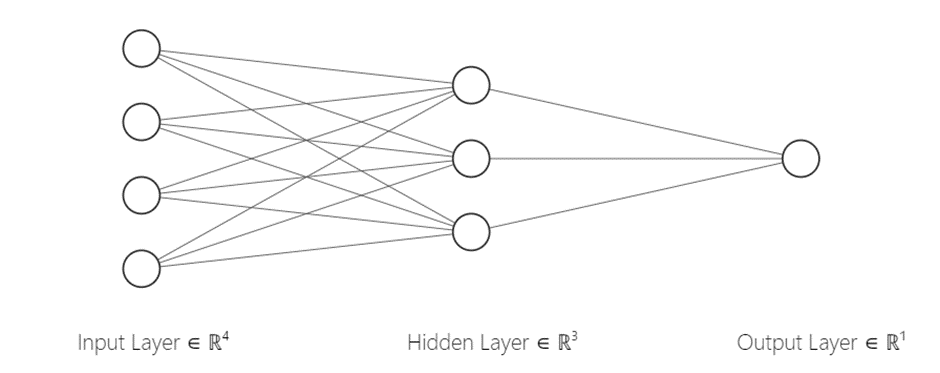 Input Layer ∈ ℝ⁴
Hidden Layer ∈ ℝ³
Output Layer ∈ ℝ¹